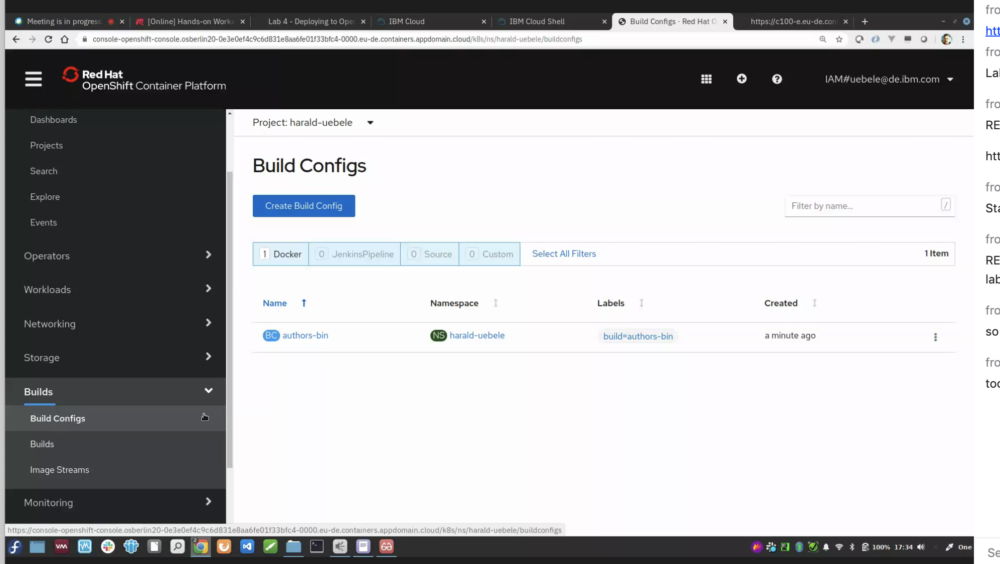 Meeting is in progress.
[Online] Hands-on Works
Lab 4 - Deploying to Ope
IBM Cloud
IBM Cloud Shell
Build Configs · Red Hat O
https://c100-e.eu-de.con
console-openshift-console.osberlin20-0e3e0ef4c9c6d831e8aa6fe01f33bfc4-0000.eu-de.containers.appdomain.cloud/k8s/ns/harald-uebele/buildconfigs
Red Hat
OpenShift Container Platform
IAM#uebele@de.ibm.com
Dashboards
Projects
Search
Explore
Events
Operators
Workloads
Networking
Storage
Builds
Build Configs
Builds
Image Streams
Monitoring
Project: harald-uebele
Build Configs
Create Build Config
Filter by name...
/
1 Docker
0 JenkinsPipeline
0 Source
0 Custom
Select All Filters
1 Item
Name
Namespace
Labels
Created
BC authors-bin
NS harald-uebele
build=authors-bin
a minute ago
https://console-openshift-console.osberlin20-0e3e0ef4c9c6d831e8aa6fe01f33bfc4-0000.eu-de.containers.appdomain.cloud/k8s/ns/harald-uebele/buildconfigs
2
100%
17:34
One
fro
htt
fro
Lal
fro
RE
htt
fro
Sta
fro
RE
lab
fro
so
fro
too
Se